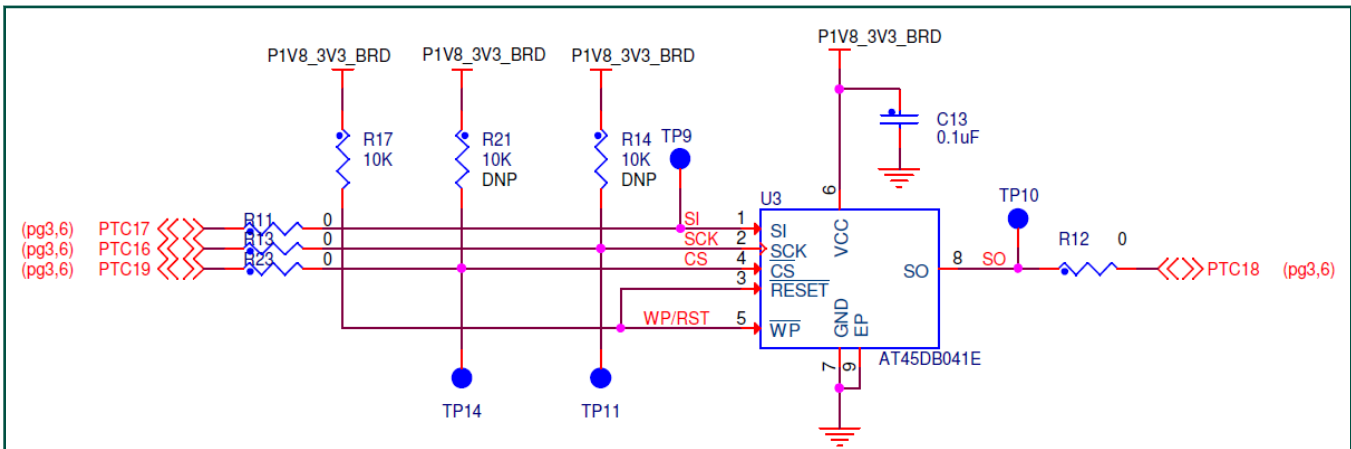 P1V8_3V3_BRD P1V8_3V3_BRD P1V8_3V3_BRD P1V8_3V3_BRD
R17
10K
R21
10K
DNP
R14
10K
DNP
TP9
C13
0.1uF
U3
6
VCC
TP10
(pg3,6) PTC17 R11 0 SI 1 SI
(pg3,6) PTC16 R13 0 SCK 2 SCK
(pg3,6) PTC19 R23 0 CS 4 CS
3 RESET
WP/RST 5 WP
SO 8 SO R12 0 PTC18 (pg3,6)
GND EP
7 9
AT45DB041E
TP14 TP11